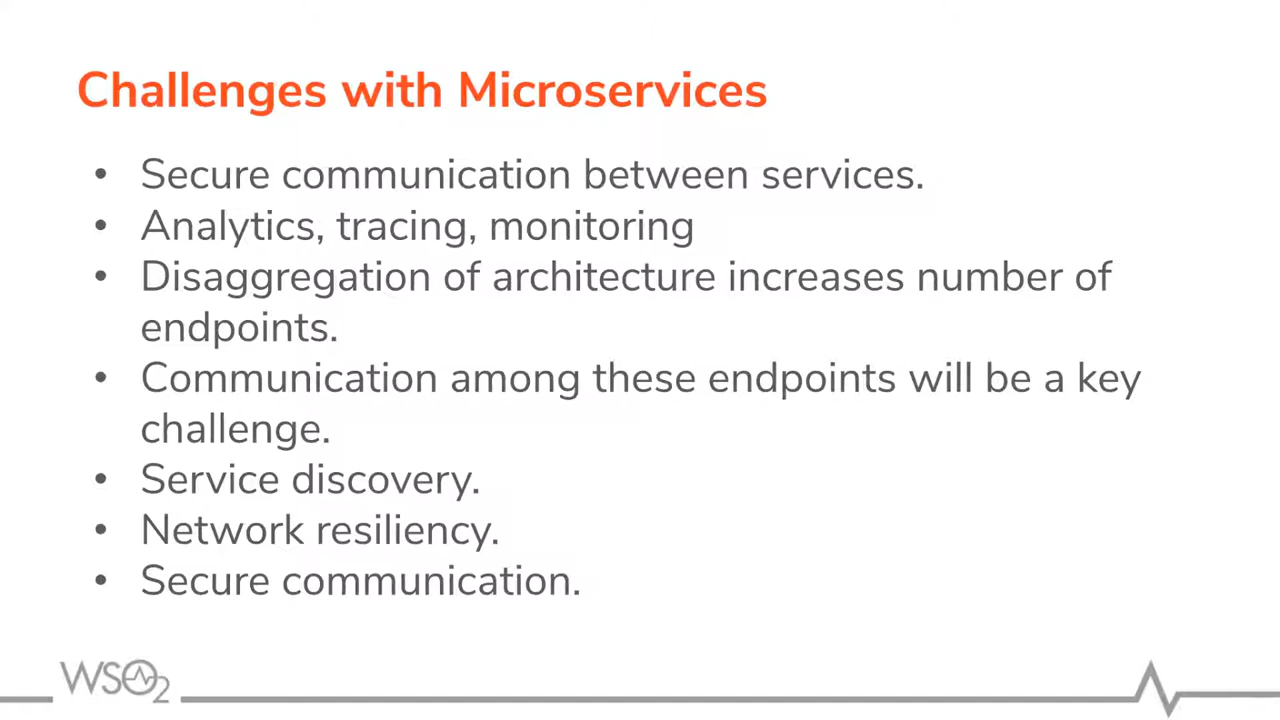 Challenges with Microservices
• Secure communication between services.
• Analytics, tracing, monitoring
• Disaggregation of architecture increases number of
endpoints.
• Communication among these endpoints will be a key
challenge.
• Service discovery.
• Network resiliency.
• Secure communication.
WSO2